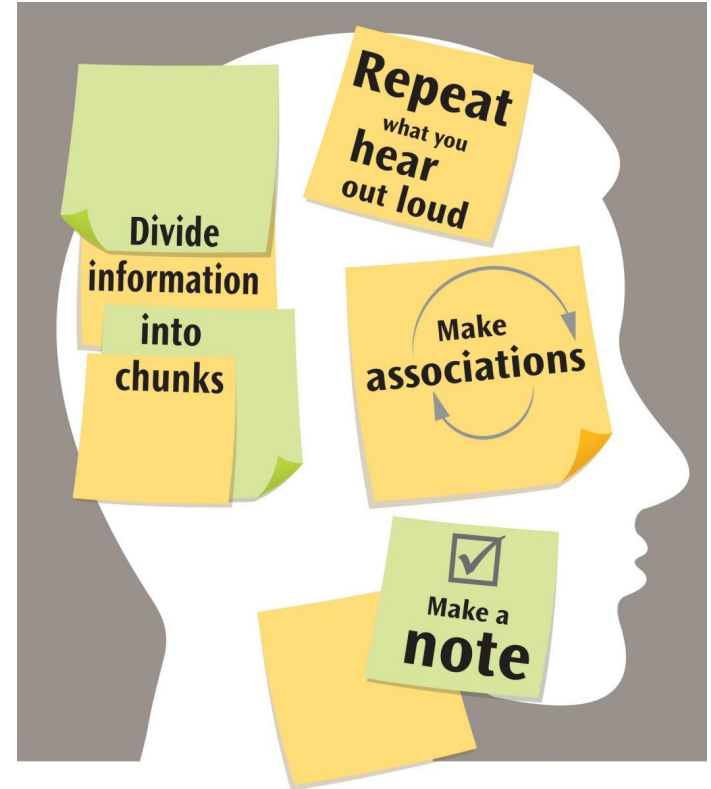 Divide
information
into
chunks
Repeat
what you
hear
out loud
Make
associations
Make a
note